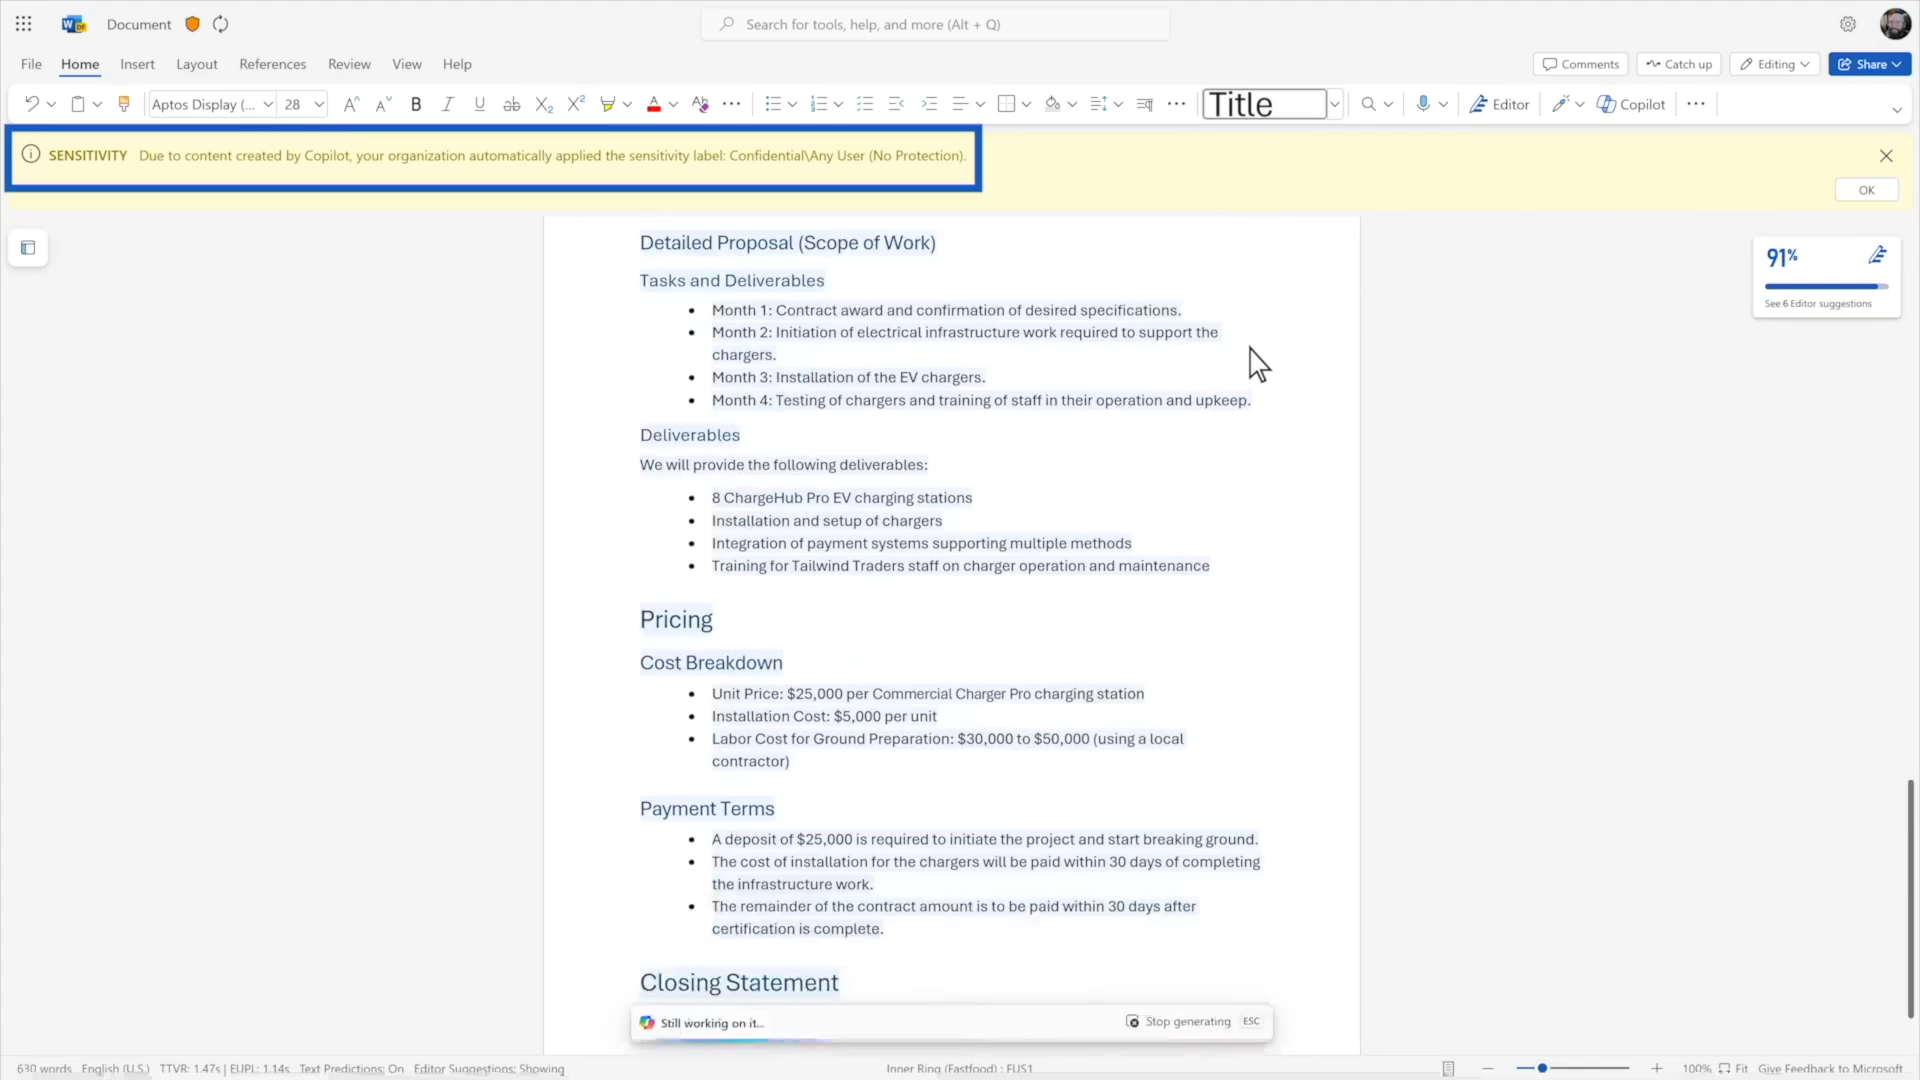 Document
Search for tools, help, and more (Alt + Q)
File Home Insert Layout References Review View Help
Comments Catch up Editing Share
Aptos Display (... 28 Title Editor Copilot
SENSITIVITY Due to content created by Copilot, your organization automatically applied the sensitivity label: Confidential\Any User (No Protection).
OK
Detailed Proposal (Scope of Work)
91%
Tasks and Deliverables
See 6 Editor suggestions
• Month 1: Contract award and confirmation of desired specifications.
• Month 2: Initiation of electrical infrastructure work required to support the
chargers.
• Month 3: Installation of the EV chargers.
• Month 4: Testing of chargers and training of staff in their operation and upkeep.
Deliverables
We will provide the following deliverables:
• 8 ChargeHub Pro EV charging stations
• Installation and setup of chargers
• Integration of payment systems supporting multiple methods
• Training for Tailwind Traders staff on charger operation and maintenance
Pricing
Cost Breakdown
• Unit Price: $25,000 per Commercial Charger Pro charging station
• Installation Cost: $5,000 per unit
• Labor Cost for Ground Preparation: $30,000 to $50,000 (using a local
contractor)
Payment Terms
• A deposit of $25,000 is required to initiate the project and start breaking ground.
• The cost of installation for the chargers will be paid within 30 days of completing
the infrastructure work.
• The remainder of the contract amount is to be paid within 30 days after
certification is complete.
Closing Statement
Still working on it... Stop generating ESC
630 words English (U.S.) TTVR: 1.47s | EUPL: 1.14s Text Predictions: On Editor Suggestions: Showing Inner Ring (Fastfood) : FUS1 100% Fit Give Feedback to Microsoft